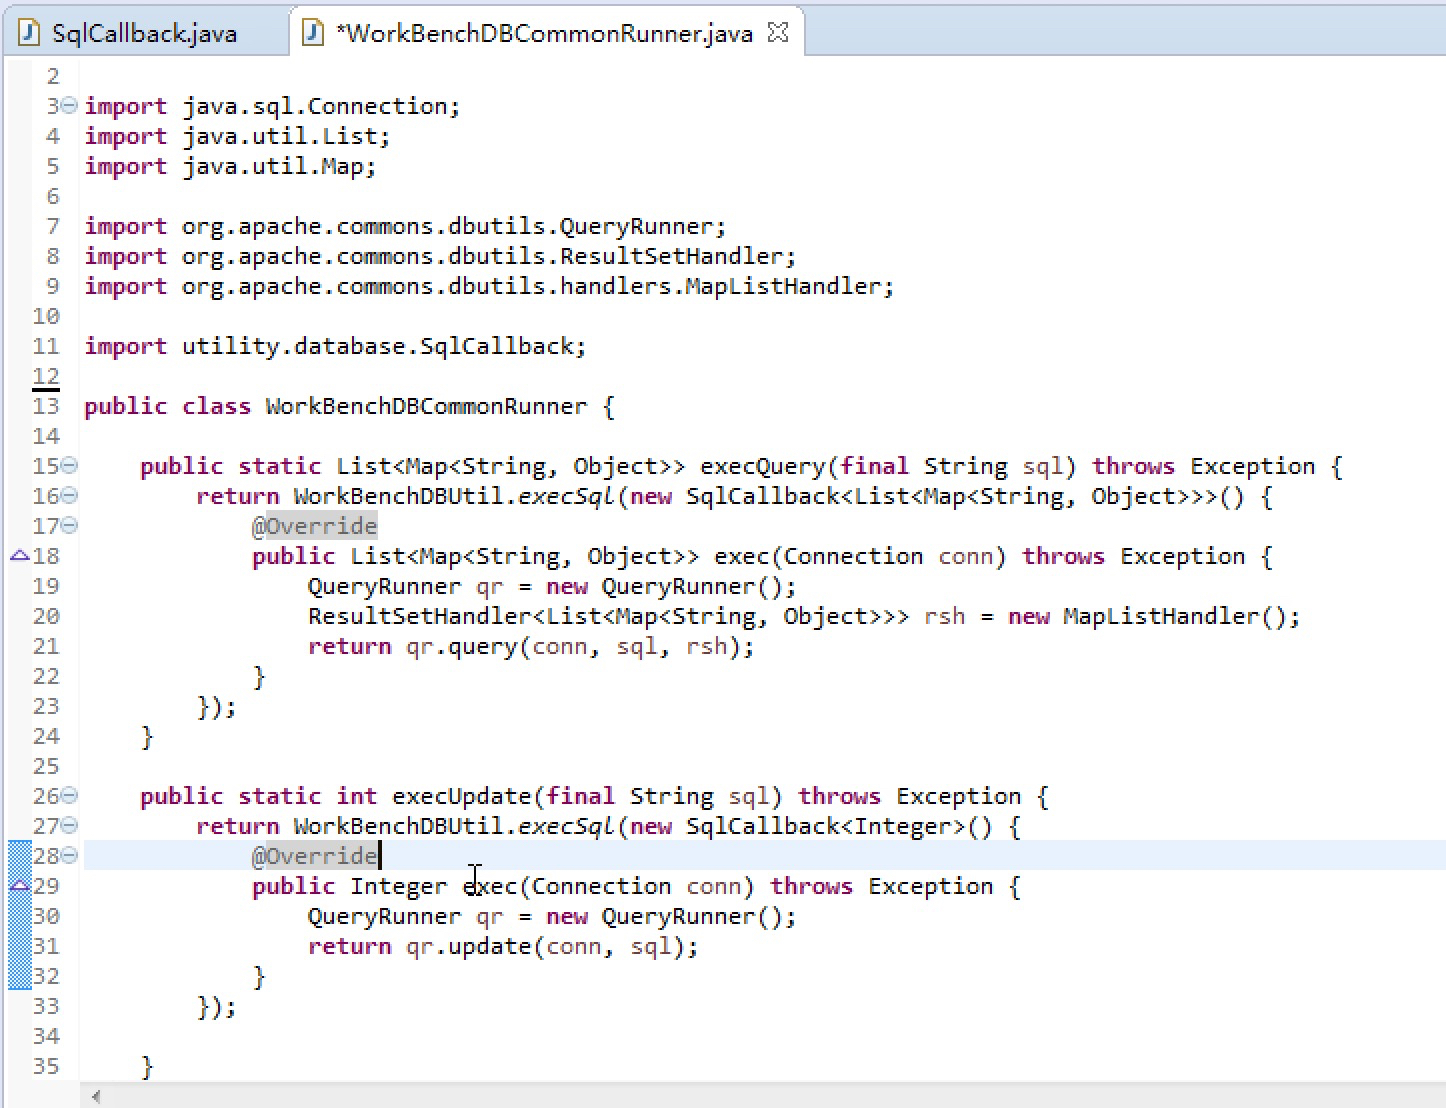 SqlCallback.java
*WorkBenchDBCommonRunner.java
2
3 import java.sql.Connection;
4 import java.util.List;
5 import java.util.Map;
6
7 import org.apache.commons.dbutils.QueryRunner;
8 import org.apache.commons.dbutils.ResultSetHandler;
9 import org.apache.commons.dbutils.handlers.MapListHandler;
10
11 import utility.database.SqlCallback;
12
13 public class WorkBenchDBCommonRunner {
14
15     public static List<Map<String, Object>> execQuery(final String sql) throws Exception {
16         return WorkBenchDBUtil.execSql(new SqlCallback<List<Map<String, Object>>>() {
17             @Override
18             public List<Map<String, Object>> exec(Connection conn) throws Exception {
19                 QueryRunner qr = new QueryRunner();
20                 ResultSetHandler<List<Map<String, Object>>> rsh = new MapListHandler();
21                 return qr.query(conn, sql, rsh);
22             }
23         });
24     }
25
26     public static int execUpdate(final String sql) throws Exception {
27         return WorkBenchDBUtil.execSql(new SqlCallback<Integer>() {
28             @Override
29             public Integer exec(Connection conn) throws Exception {
30                 QueryRunner qr = new QueryRunner();
31                 return qr.update(conn, sql);
32             }
33         });
34
35     }